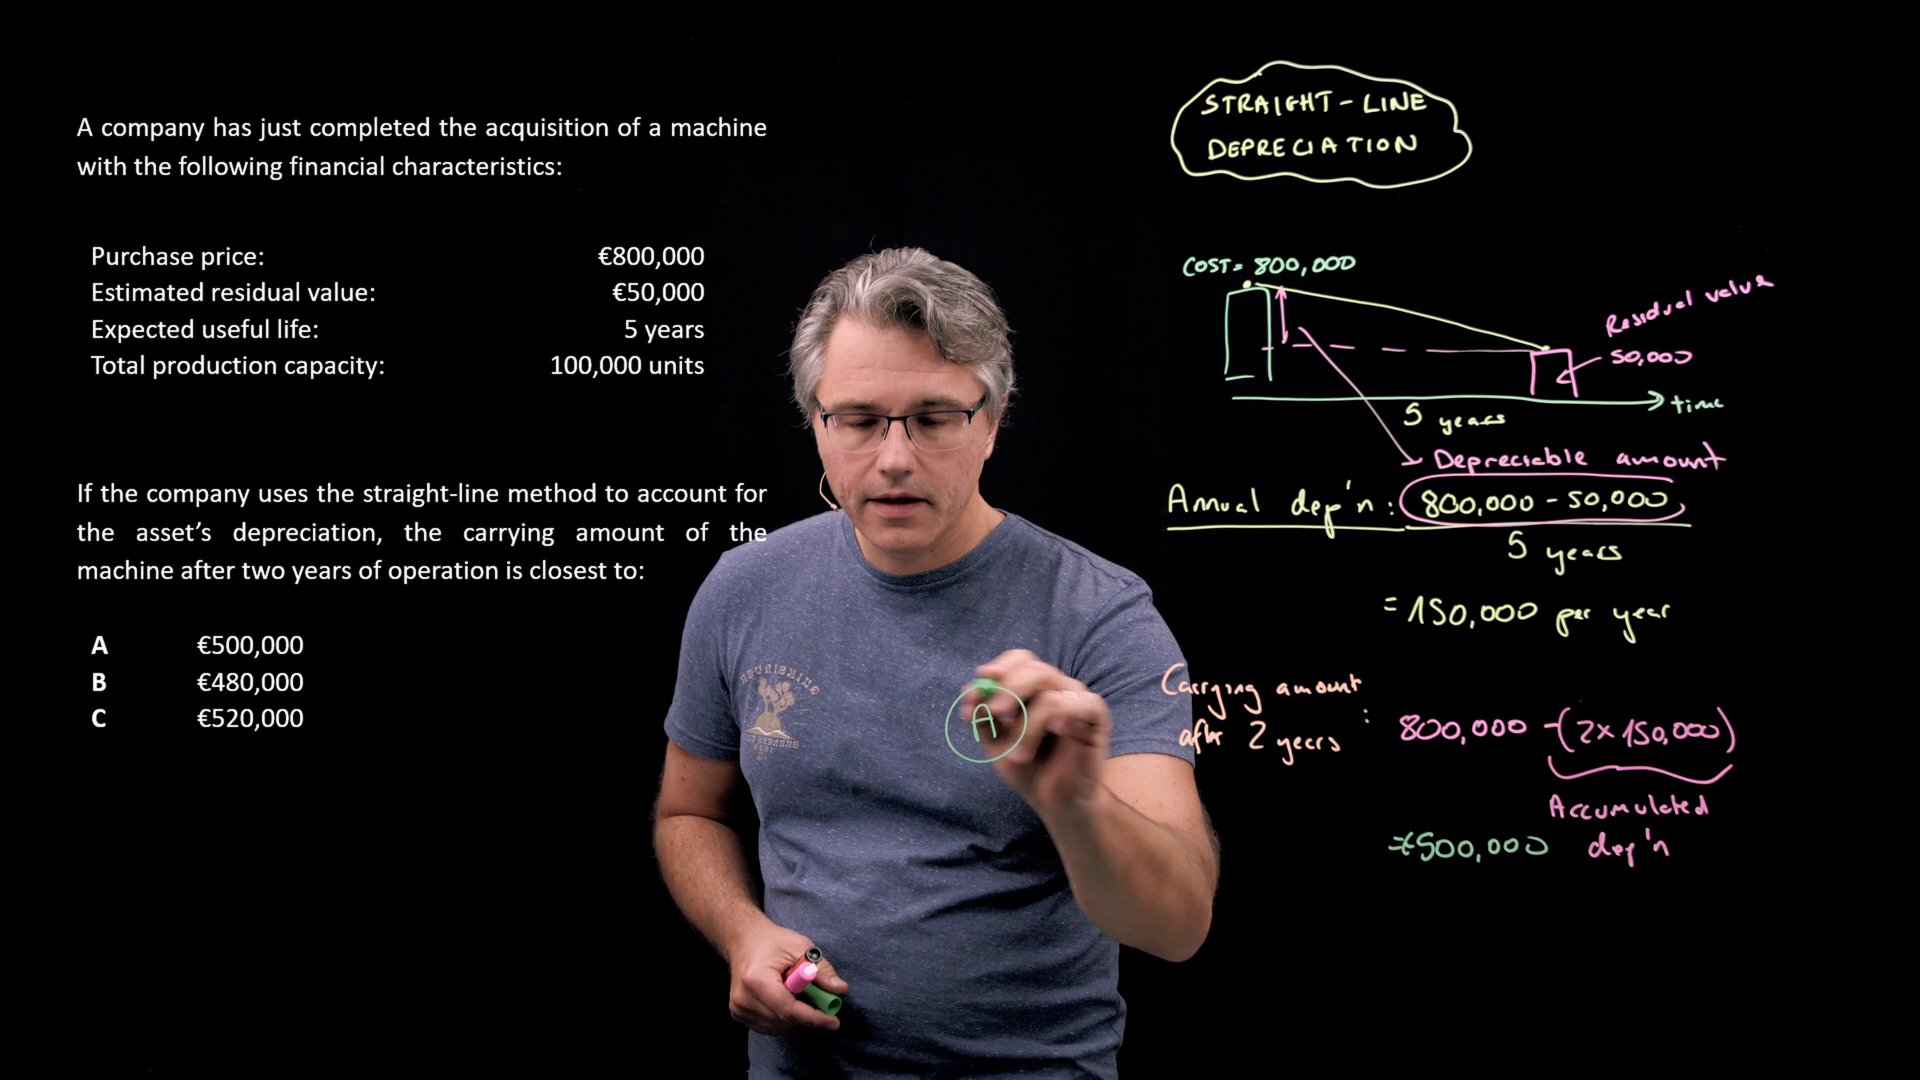 A company has just completed the acquisition of a machine
with the following financial characteristics:
Purchase price: €800,000
Estimated residual value: €50,000
Expected useful life: 5 years
Total production capacity: 100,000 units
If the company uses the straight-line method to account for
the asset’s depreciation, the carrying amount of the
machine after two years of operation is closest to:
A €500,000
B €480,000
C €520,000
A
STRAIGHT-LINE
DEPRECIATION
COST= 800,000
Residual value
50,000
time
5 years
Depreciable amount
Annual dep'n: 800,000 - 50,000
5 years
= 150,000 per year
Carrying amount
after 2 years : 800,000 -(2x150,000)
Accumulated
dep'n
=€500,000